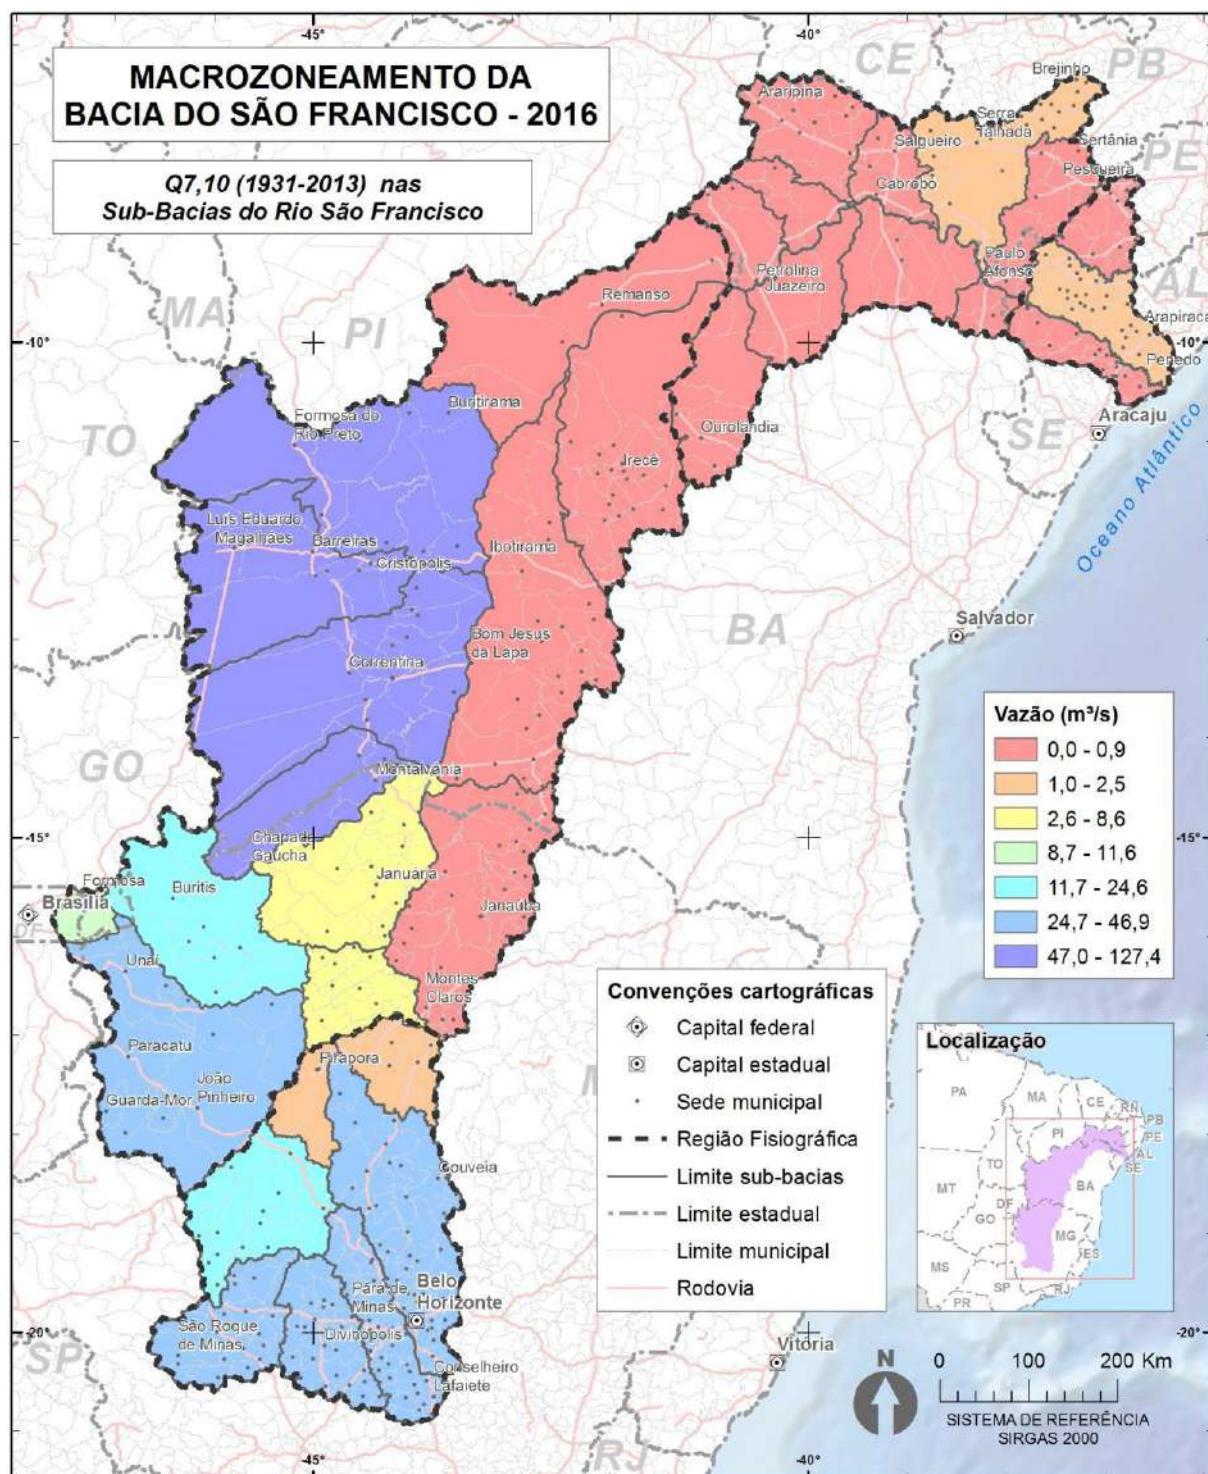 -45°
-40°
MACROZONEAMENTO DA
BACIA DO SÃO FRANCISCO - 2016
Q7,10 (1931-2013) nas
Sub-Bacias do Rio São Francisco
CE
PB
PE
AL
SE
MA
PI
TO
BA
GO
DF
SP
RJ
Brejinho
Araripina
Serra
Talhada
Salgueiro
Sertânia
Pesqueira
Cabrobó
Paulo
Afonso
Petrolina
Juazeiro
Remanso
Arapiraca
-10°
-10°
Penedo
Aracaju
Oceano Atlântico
Buritirama
Formosa do
Rio Preto
Ourolandia
Irecê
Luís Eduardo
Magalhães
Barreiras
Cristópolis
Ibotirama
Salvador
Bom Jesus
da Lapa
Correntina
Montalvânia
-15°
-15°
Chapada
Gaúcha
Formosa
Buritis
Januária
Brasília
Janaúba
Unaí
Montes
Claros
Paracatu
Pirapora
João
Pinheiro
Guarda-Mor
Gouveia
Pará de
Minas
Belo
Horizonte
São Roque
de Minas
Divinópolis
Conselheiro
Lafaiete
-20°
-20°
Vitória
Vazão (m³/s)
0,0 - 0,9
1,0 - 2,5
2,6 - 8,6
8,7 - 11,6
11,7 - 24,6
24,7 - 46,9
47,0 - 127,4
Convenções cartográficas
Capital federal
Capital estadual
Sede municipal
Região Fisiográfica
Limite sub-bacias
Limite estadual
Limite municipal
Rodovia
Localização
PA
MA
CE
RN
PB
PI
PE
AL
SE
TO
BA
MT
DF
GO
MG
ES
MS
SP
RJ
PR
N
0 100 200 Km
SISTEMA DE REFERÊNCIA
SIRGAS 2000
-45°
-40°